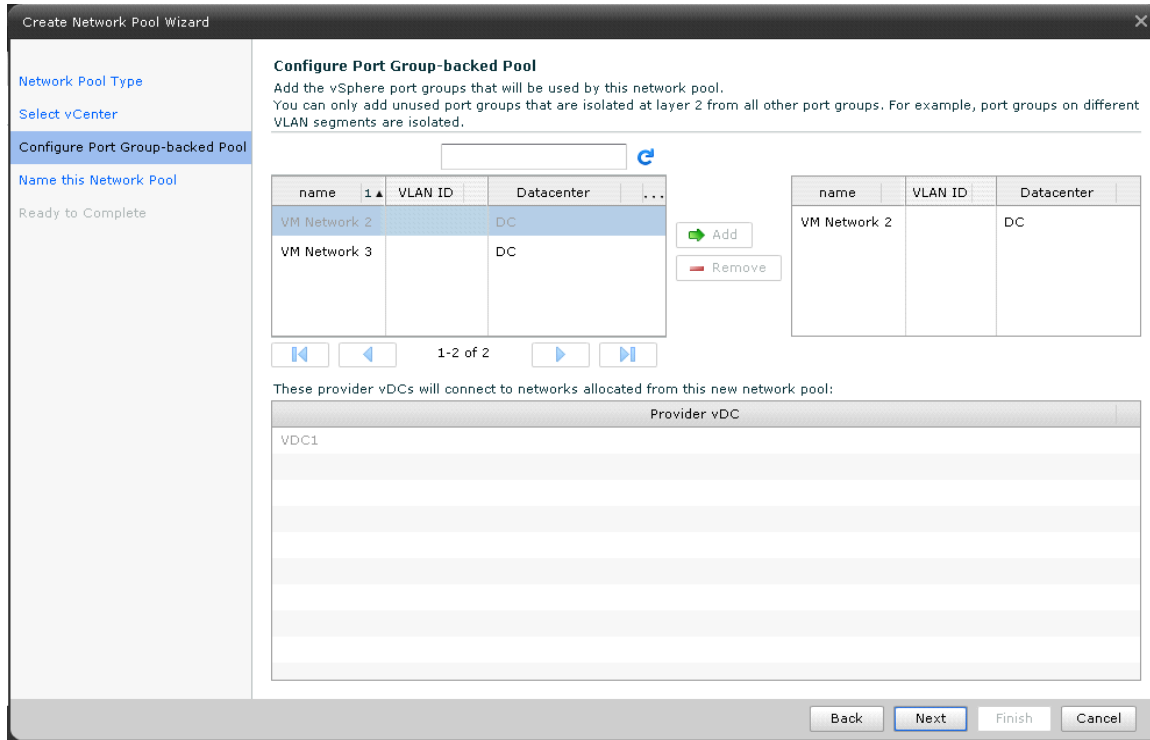 Create Network Pool Wizard
Network Pool Type
Select vCenter
Configure Port Group-backed Pool
Name this Network Pool
Ready to Complete
Configure Port Group-backed Pool
Add the vSphere port groups that will be used by this network pool.
You can only add unused port groups that are isolated at layer 2 from all other port groups. For example, port groups on different
VLAN segments are isolated.
name 1 ▲ VLAN ID Datacenter ...
VM Network 2 DC
VM Network 3 DC
Add
Remove
name VLAN ID Datacenter
VM Network 2 DC
1-2 of 2
These provider vDCs will connect to networks allocated from this new network pool:
Provider vDC
VDC1
Back Next Finish Cancel